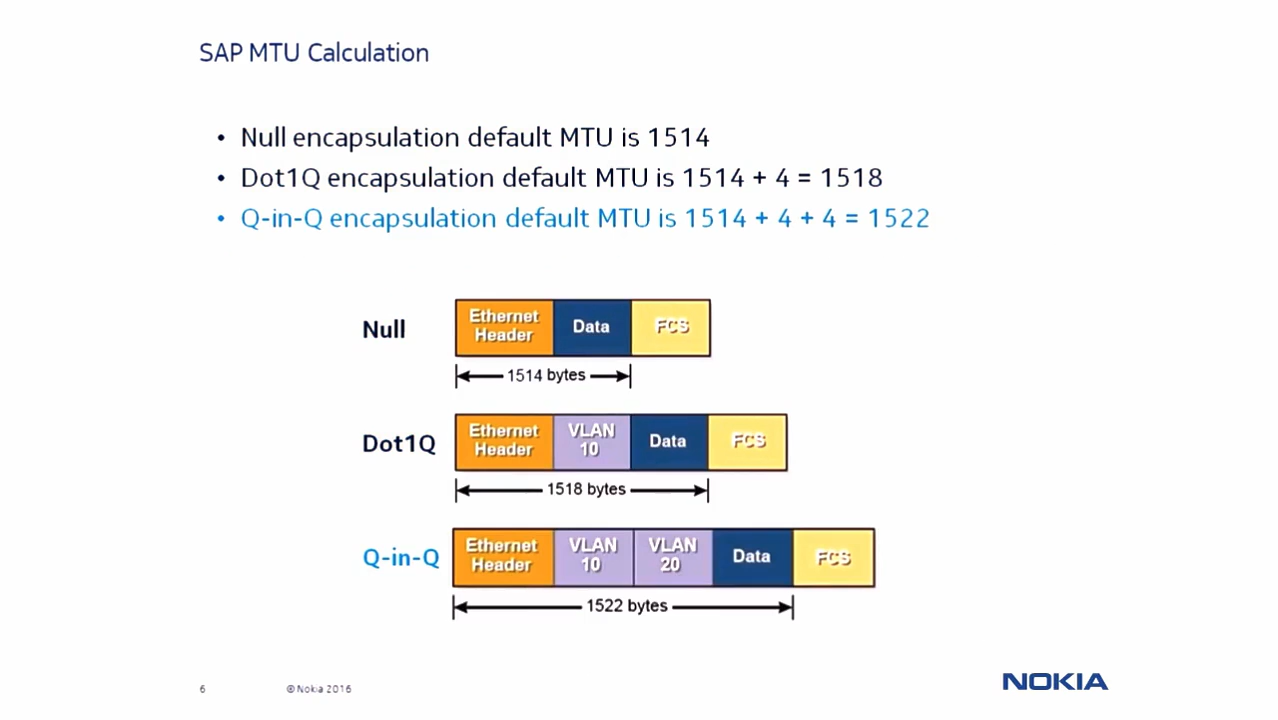 SAP MTU Calculation
• Null encapsulation default MTU is 1514
• Dot1Q encapsulation default MTU is 1514 + 4 = 1518
• Q-in-Q encapsulation default MTU is 1514 + 4 + 4 = 1522
Null
Ethernet
Header
Data
FCS
1514 bytes
Dot1Q
Ethernet
Header
VLAN
10
Data
FCS
1518 bytes
Q-in-Q
Ethernet
Header
VLAN
10
VLAN
20
Data
FCS
1522 bytes
6
© Nokia 2016
NOKIA